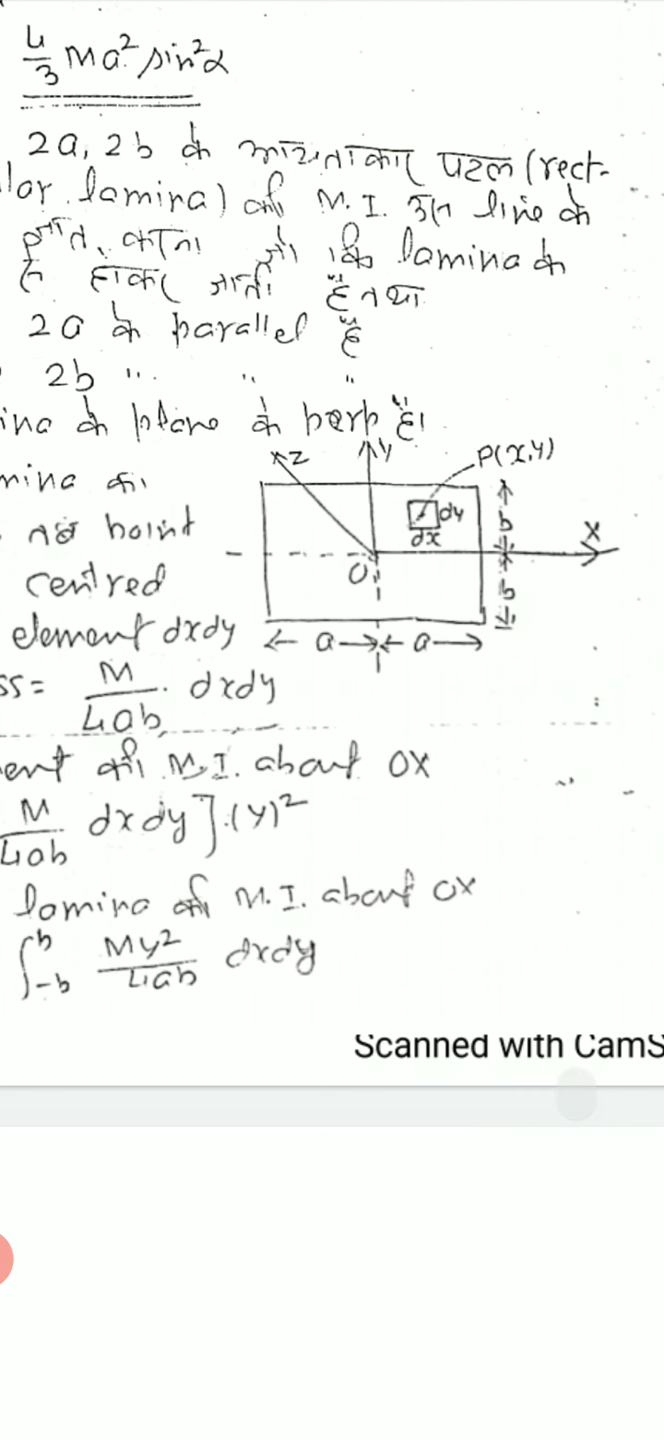 4/3 Ma² sin²α
2a, 2b के आयताकार पटल (rect-
lar lamina) की M. I. उस line के
ज्ञात करना जो कि lamina के
से होकर जाती है तथा
2a के parallel है
2b " " "
ina के plane के perp है।
mina का
point
centred
element dxdy
ss = M/4ab . dxdy
ent की M.I. about OX
M/4ab dxdy].(y)²
lamina की M.I. about OX
∫-b^b My²/4ab dxdy
Z
Y
P(x,y)
dy
dx
b
X
O
b
a
a
Scanned with CamS